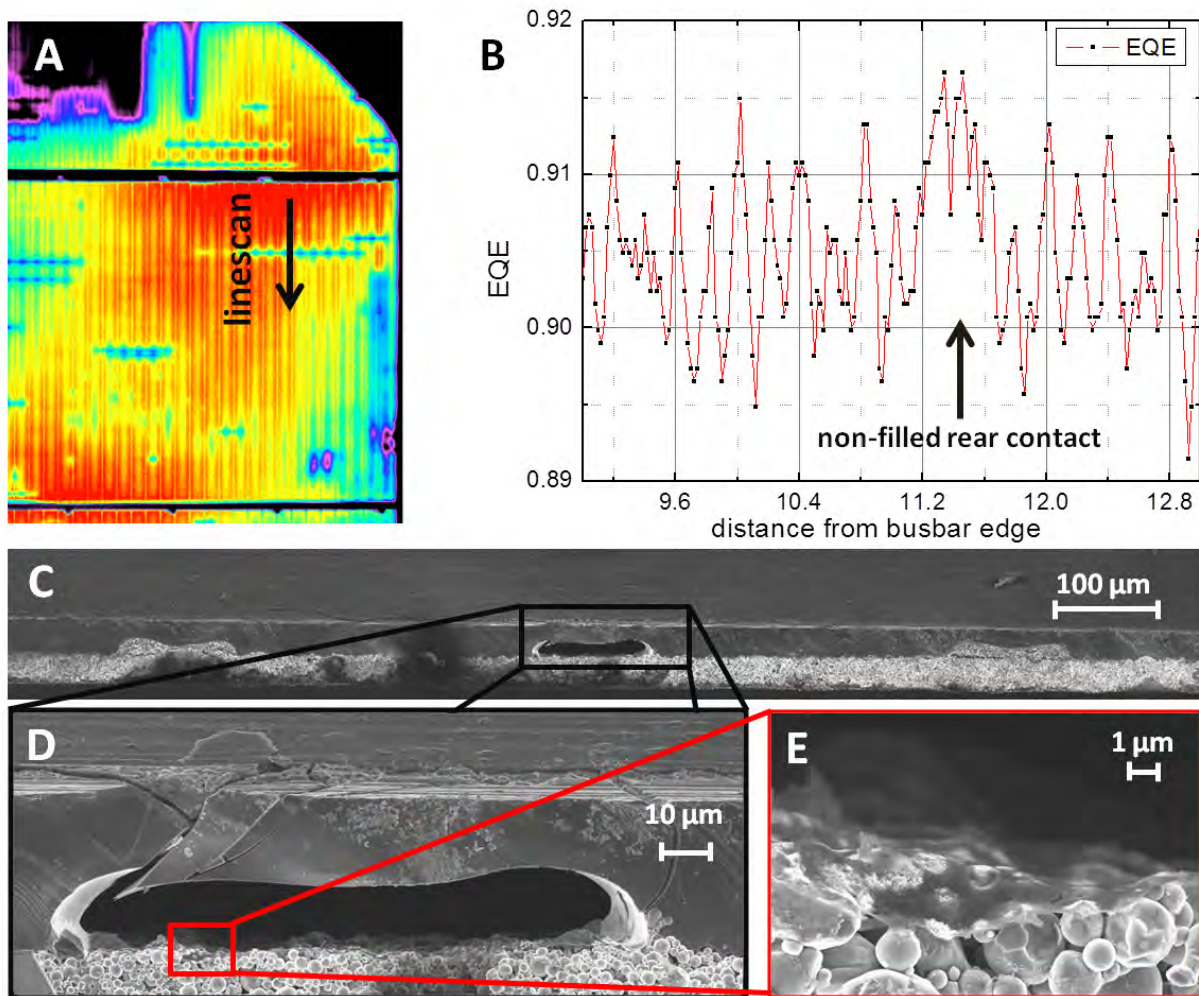 A
linescan
B
0.92
0.91
0.90
0.89
EQE
EQE
non-filled rear contact
9.6
10.4
11.2
12.0
12.8
distance from busbar edge
C
100 µm
D
10 µm
E
1 µm